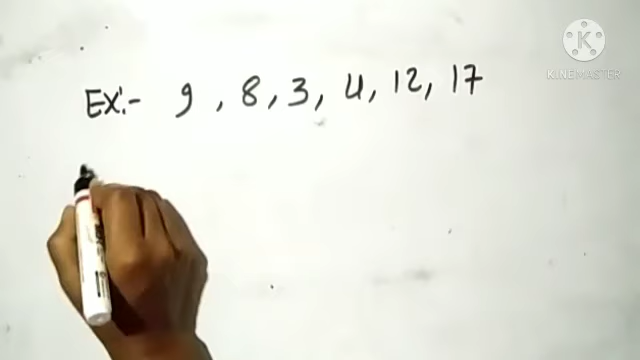 Ex:- 9, 8, 3, 4, 12, 17
KINEMASTER